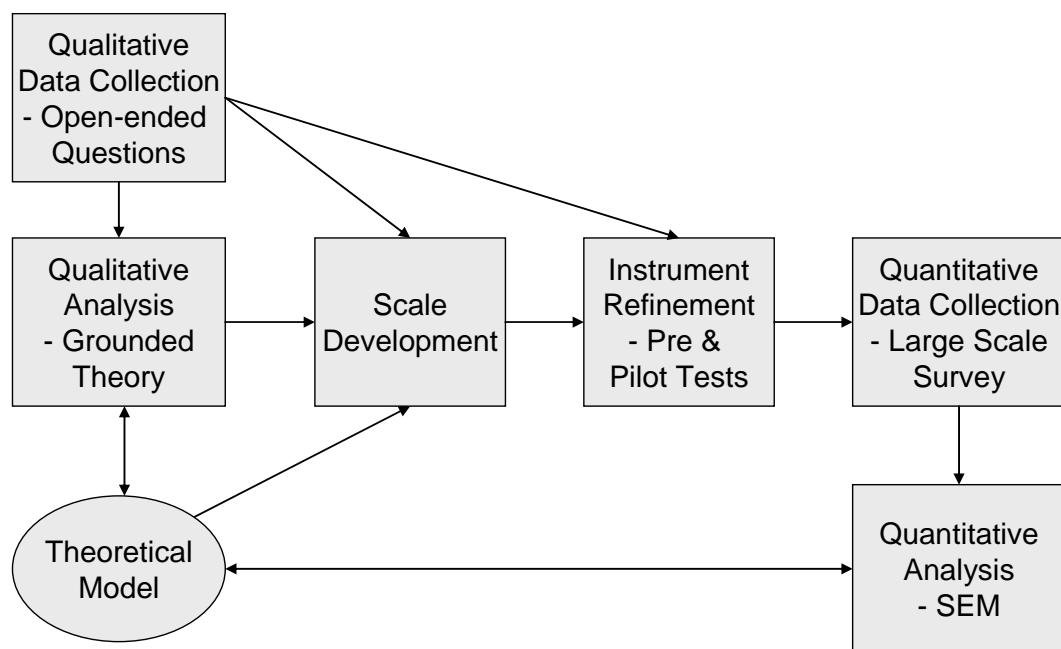 Qualitative
Data Collection
- Open-ended
Questions
Qualitative
Analysis
- Grounded
Theory
Scale
Development
Instrument
Refinement
- Pre &
Pilot Tests
Quantitative
Data Collection
- Large Scale
Survey
Theoretical
Model
Quantitative
Analysis
- SEM